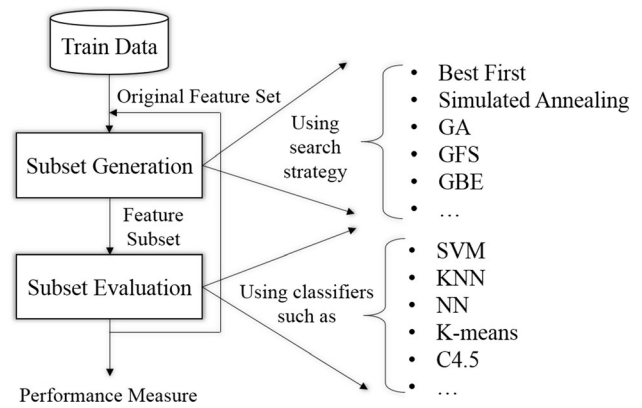 Train Data
Original Feature Set
Subset Generation
Using
search
strategy
• Best First
• Simulated Annealing
• GA
• GFS
• GBE
• …
Feature
Subset
Subset Evaluation
Using classifiers
such as
• SVM
• KNN
• NN
• K-means
• C4.5
• …
Performance Measure